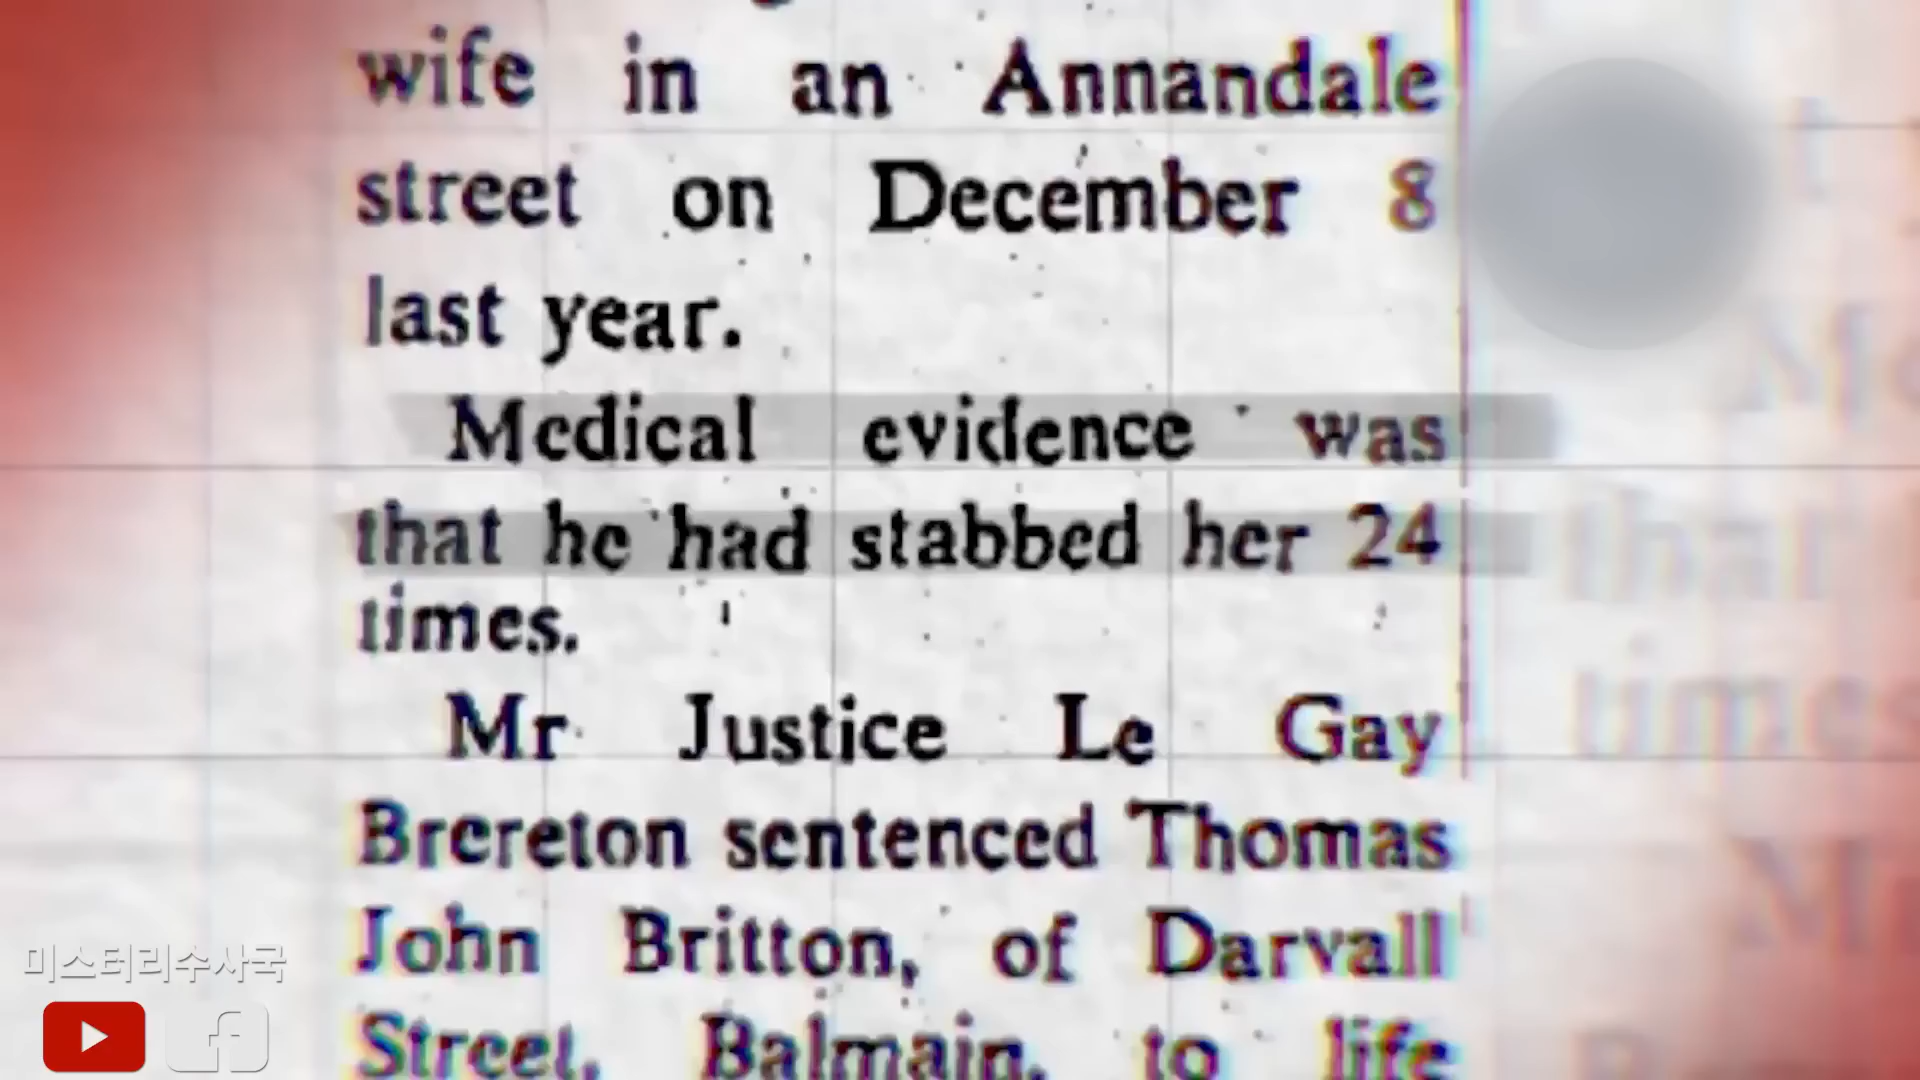 wife in an Annandale
street on December 8
last year.
Medical evidence was
that he had stabbed her 24
times.
Mr Justice Le Gay
Brereton sentenced Thomas
John Britton, of Darvall
Street, Balmain, to life
미스터리수사국
that
times
M